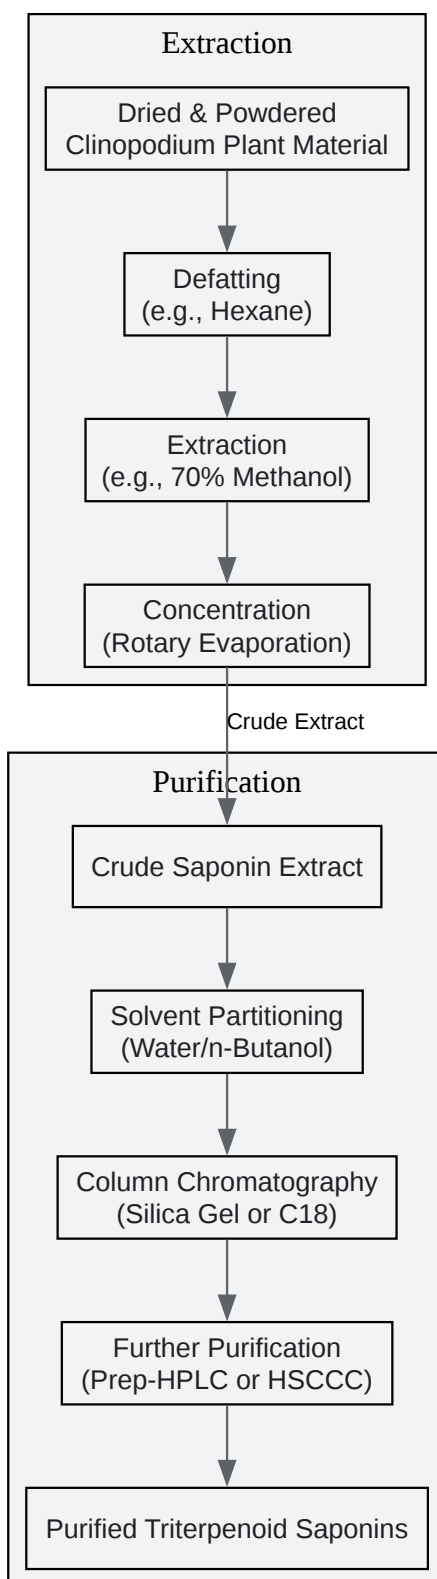 Extraction
Dried & Powdered
Clinopodium Plant Material
Defatting
(e.g., Hexane)
Extraction
(e.g., 70% Methanol)
Concentration
(Rotary Evaporation)
Crude Extract
Purification
Crude Saponin Extract
Solvent Partitioning
(Water/n-Butanol)
Column Chromatography
(Silica Gel or C18)
Further Purification
(Prep-HPLC or HSCCC)
Purified Triterpenoid Saponins